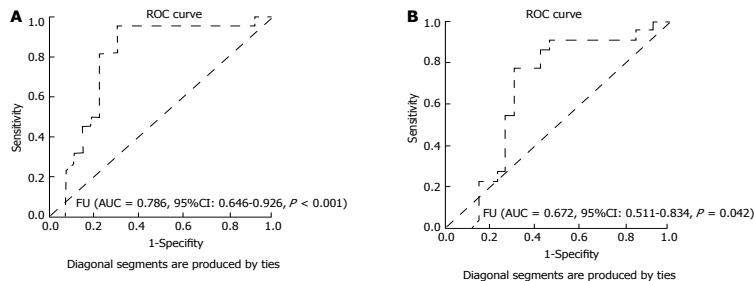 A
ROC curve
1.0
0.8
0.6
0.4
0.2
0.0
Sensitivity
FU (AUC = 0.786, 95%CI: 0.646-0.926, P < 0.001)
0.0
0.2
0.4
0.6
0.8
1.0
1-Specifity
Diagonal segments are produced by ties
B
ROC curve
1.0
0.8
0.6
0.4
0.2
0.0
Sensitivity
FU (AUC = 0.672, 95%CI: 0.511-0.834, P = 0.042)
0.0
0.2
0.4
0.6
0.8
1.0
1-Specifity
Diagonal segments are produced by ties